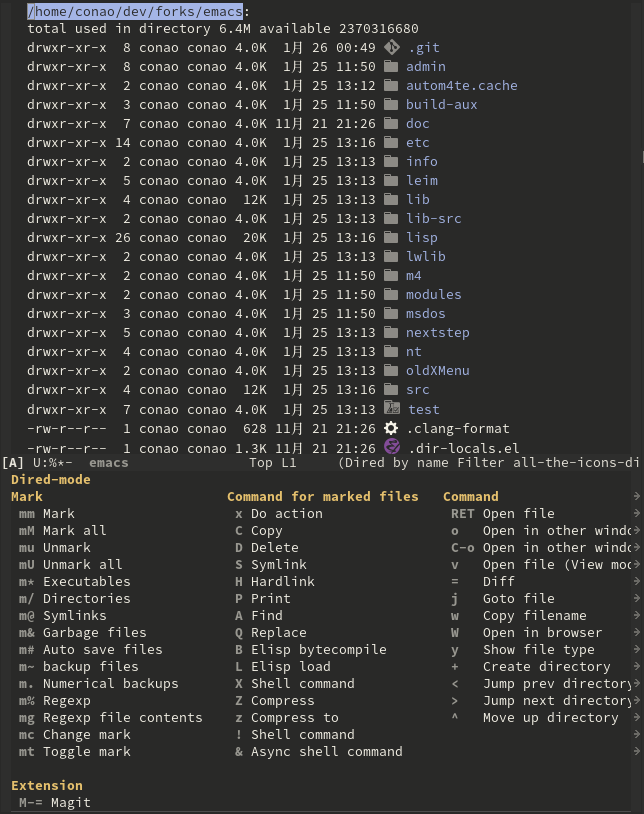 /home/conao/dev/forks/emacs:
total used in directory 6.4M available 2370316680
drwxr-xr-x  8 conao conao 4.0K  1月 26 00:49 .git
drwxr-xr-x  8 conao conao 4.0K  1月 25 11:50 admin
drwxr-xr-x  2 conao conao 4.0K  1月 25 13:12 autom4te.cache
drwxr-xr-x  3 conao conao 4.0K  1月 25 11:50 build-aux
drwxr-xr-x  7 conao conao 4.0K 11月 21 21:26 doc
drwxr-xr-x 14 conao conao 4.0K  1月 25 13:16 etc
drwxr-xr-x  2 conao conao 4.0K  1月 25 13:13 info
drwxr-xr-x  5 conao conao 4.0K  1月 25 13:13 leim
drwxr-xr-x  4 conao conao  12K  1月 25 13:13 lib
drwxr-xr-x  2 conao conao 4.0K  1月 25 13:13 lib-src
drwxr-xr-x 26 conao conao  20K  1月 25 13:16 lisp
drwxr-xr-x  2 conao conao 4.0K  1月 25 13:13 lwlib
drwxr-xr-x  2 conao conao 4.0K  1月 25 11:50 m4
drwxr-xr-x  2 conao conao 4.0K  1月 25 11:50 modules
drwxr-xr-x  3 conao conao 4.0K  1月 25 11:50 msdos
drwxr-xr-x  5 conao conao 4.0K  1月 25 13:13 nextstep
drwxr-xr-x  4 conao conao 4.0K  1月 25 13:13 nt
drwxr-xr-x  2 conao conao 4.0K  1月 25 13:13 oldXMenu
drwxr-xr-x  4 conao conao  12K  1月 25 13:16 src
drwxr-xr-x  7 conao conao 4.0K  1月 25 13:13 test
-rw-r--r--  1 conao conao  628 11月 21 21:26 .clang-format
-rw-r--r--  1 conao conao 1.3K 11月 21 21:26 .dir-locals.el
[A] U:%*-  emacs Top L1 (Dired by name Filter all-the-icons-di
Dired-mode
Mark Command for marked files Command
mm Mark x Do action RET Open file
mM Mark all C Copy o Open in other windo
mu Unmark D Delete C-o Open in other windo
mU Unmark all S Symlink v Open file (View mod
m* Executables H Hardlink = Diff
m/ Directories P Print j Goto file
m@ Symlinks A Find w Copy filename
m& Garbage files Q Replace W Open in browser
m# Auto save files B Elisp bytecompile y Show file type
m~ backup files L Elisp load + Create directory
m. Numerical backups X Shell command < Jump prev directory
m% Regexp Z Compress > Jump next directory
mg Regexp file contents z Compress to ^ Move up directory
mc Change mark ! Shell command
mt Toggle mark & Async shell command
Extension
M-= Magit